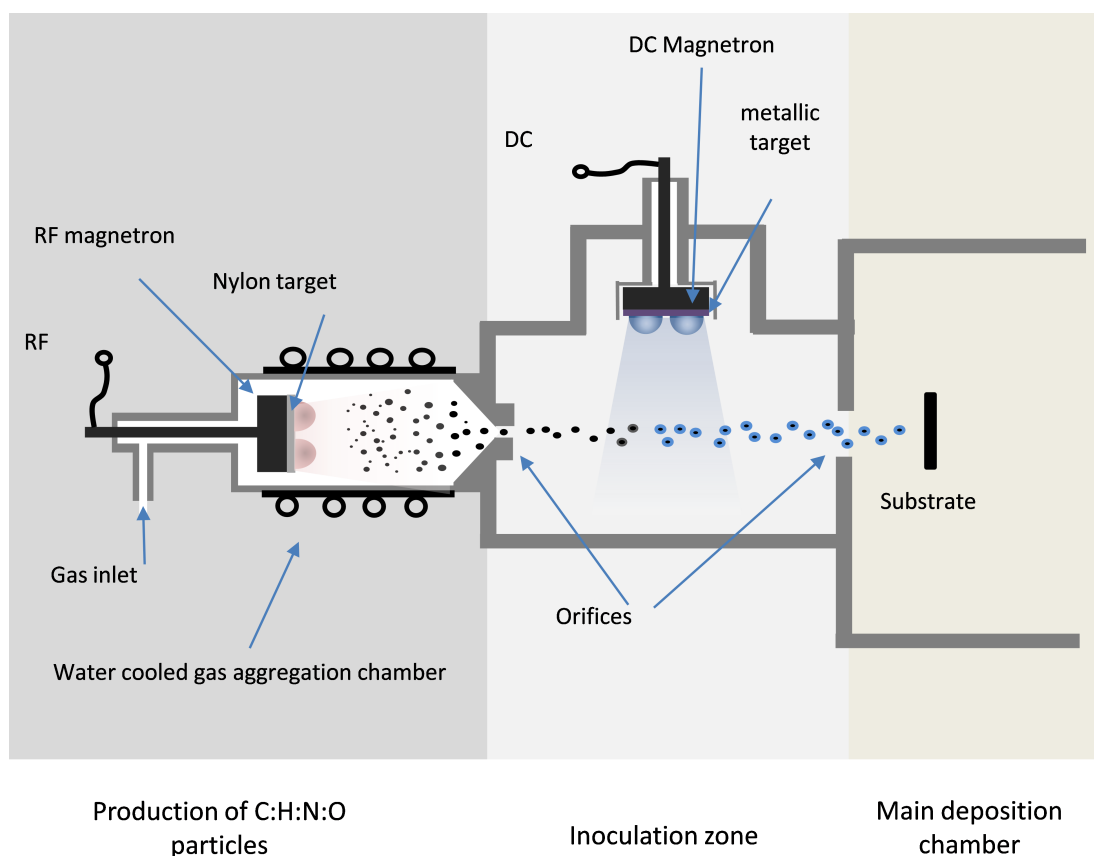 DC Magnetron
metallic
target
DC
RF magnetron
Nylon target
RF
Substrate
Gas inlet
Orifices
Water cooled gas aggregation chamber
Production of C:H:N:O
particles
Inoculation zone
Main deposition
chamber